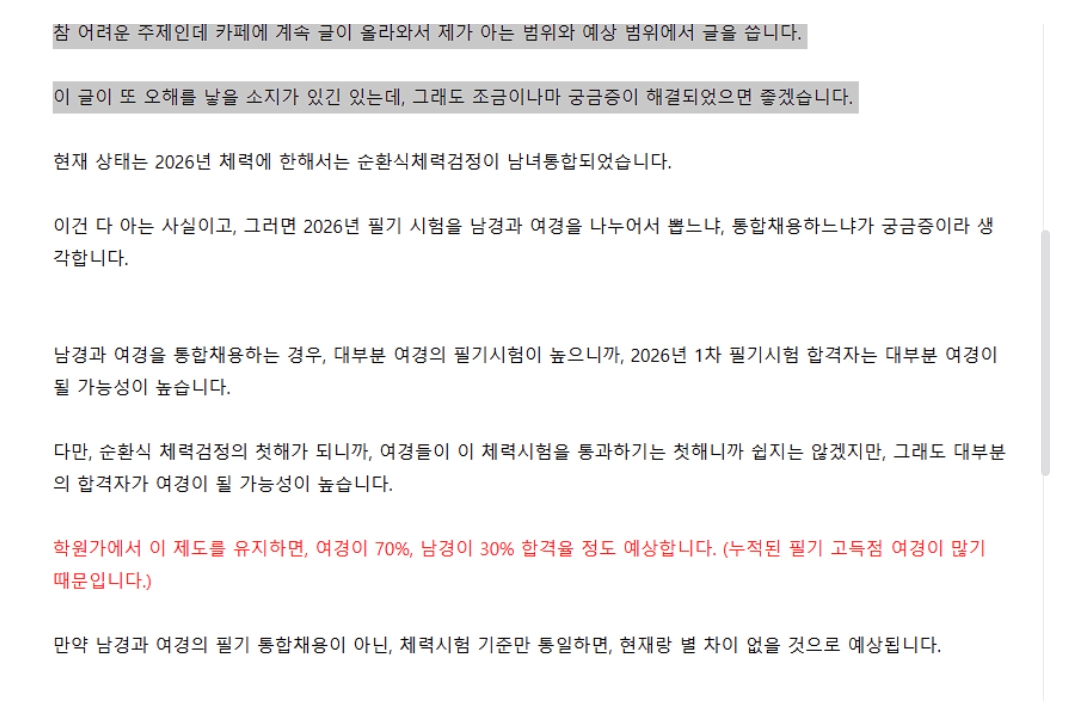 참 어려운 주제인데 카페에 계속 글이 올라와서 제가 아는 범위와 예상 범위에서 글을 씁니다.
이 글이 또 오해를 낳을 소지가 있긴 있는데, 그래도 조금이나마 궁금증이 해결되었으면 좋겠습니다.
현재 상태는 2026년 체력에 한해서는 순환식체력검정이 남녀통합되었습니다.
이건 다 아는 사실이고, 그러면 2026년 필기 시험을 남경과 여경을 나누어서 뽑느냐, 통합채용하느냐가 궁금증이라 생
각합니다.
남경과 여경을 통합채용하는 경우, 대부분 여경의 필기시험이 높으니까, 2026년 1차 필기시험 합격자는 대부분 여경이
될 가능성이 높습니다.
다만, 순환식 체력검정의 첫해가 되니까, 여경들이 이 체력시험을 통과하기는 첫해니까 쉽지는 않겠지만, 그래도 대부분
의 합격자가 여경이 될 가능성이 높습니다.
학원가에서 이 제도를 유지하면, 여경이 70%, 남경이 30% 합격율 정도 예상합니다. (누적된 필기 고득점 여경이 많기
때문입니다.)
만약 남경과 여경의 필기 통합채용이 아닌, 체력시험 기준만 통일하면, 현재랑 별 차이 없을 것으로 예상됩니다.